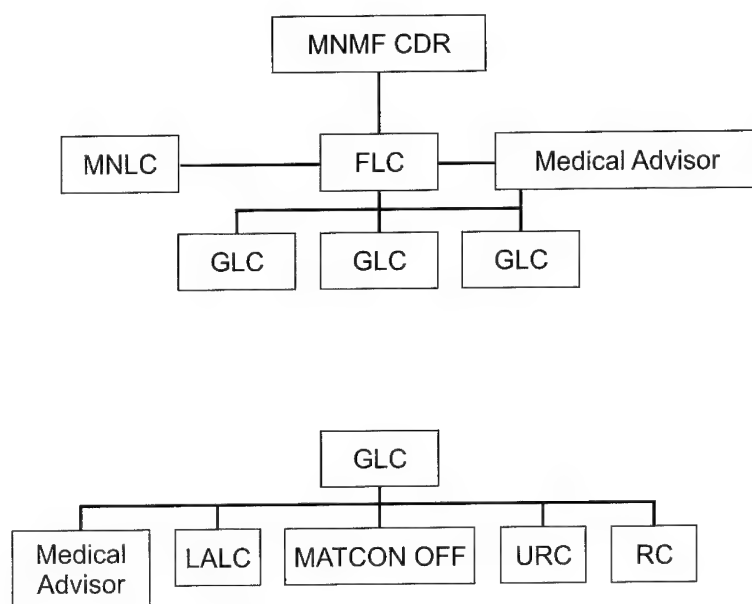 MNMF CDR
MNLC
FLC
Medical Advisor
GLC
GLC
GLC
GLC
Medical
Advisor
LALC
MATCON OFF
URC
RC